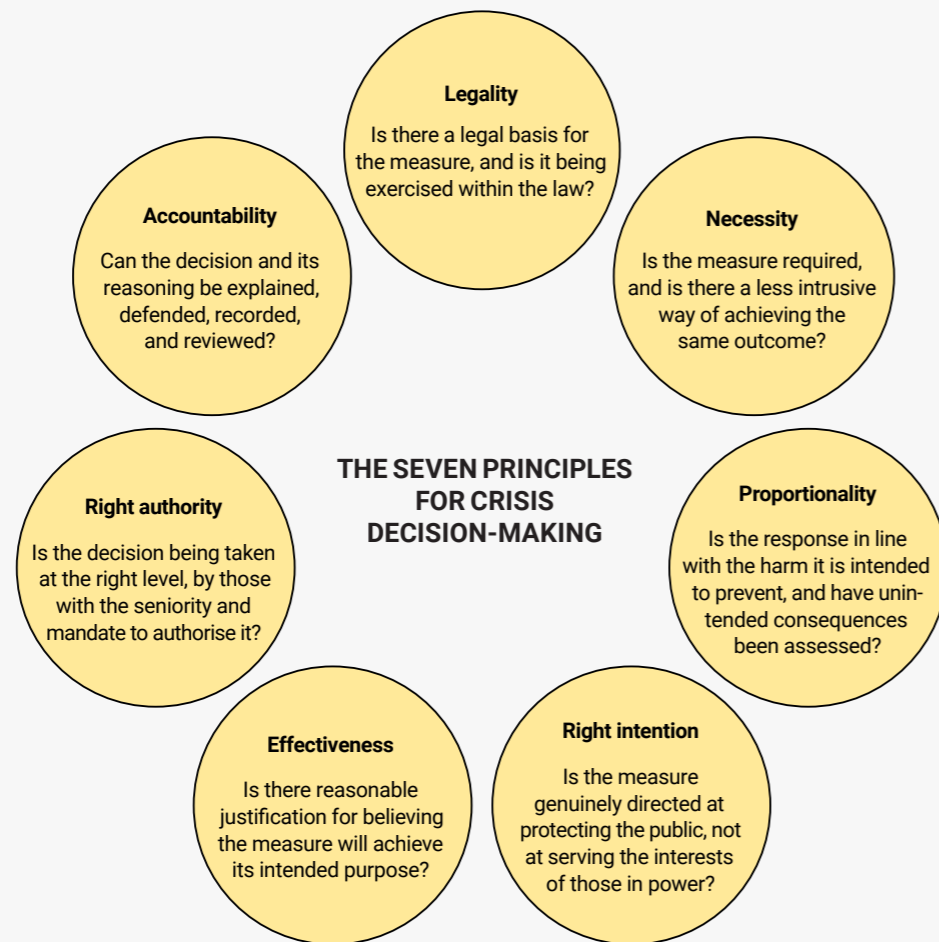 Legality
Is there a legal basis for
the measure, and is it being
exercised within the law?
Necessity
Is the measure required,
and is there a less intrusive
way of achieving the
same outcome?
Proportionality
Is the response in line
with the harm it is intended
to prevent, and have unin-
tended consequences
been assessed?
Right intention
Is the measure
genuinely directed at
protecting the public, not
at serving the interests
of those in power?
Effectiveness
Is there reasonable
justification for believing
the measure will achieve
its intended purpose?
Right authority
Is the decision being taken
at the right level, by those
with the seniority and
mandate to authorise it?
Accountability
Can the decision and its
reasoning be explained,
defended, recorded,
and reviewed?
THE SEVEN PRINCIPLES
FOR CRISIS
DECISION-MAKING